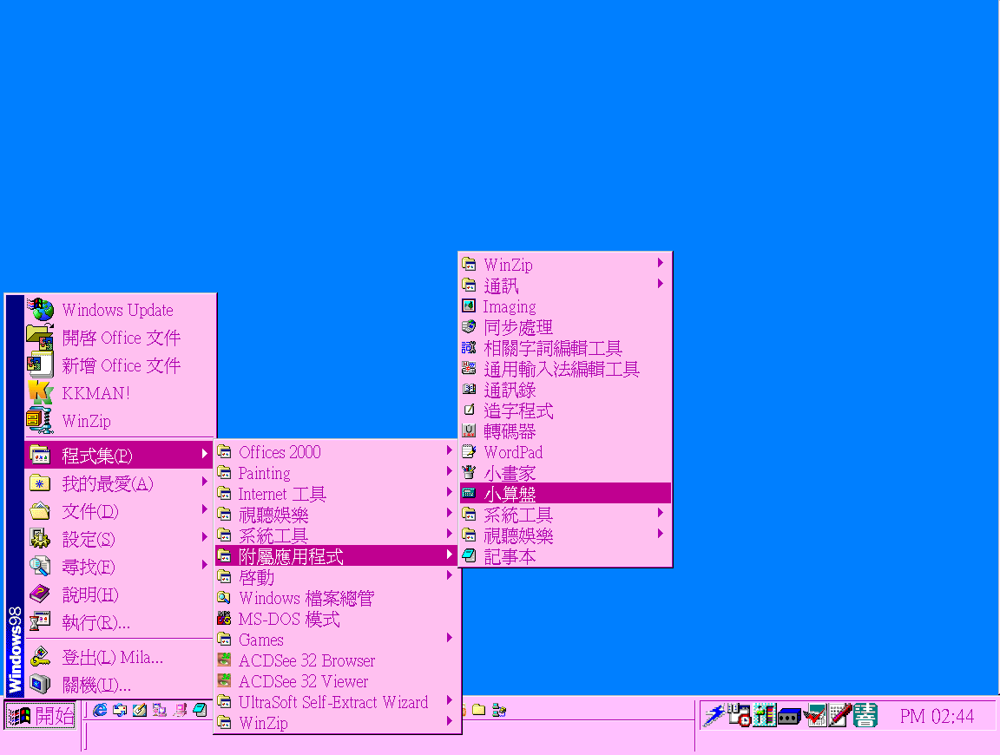 Windows Update
開啓 Office 文件
新增 Office 文件
KKMAN!
WinZip
程式集(P)
我的最愛(A)
文件(D)
設定(S)
尋找(F)
說明(H)
執行(R)...
登出(L) Mila...
關機(U)...
Windows98
Offices 2000
Painting
Internet 工具
視聽娛樂
系統工具
附屬應用程式
啓動
Windows 檔案總管
MS-DOS 模式
Games
ACDSee 32 Browser
ACDSee 32 Viewer
UltraSoft Self-Extract Wizard
WinZip
WinZip
通訊
Imaging
同步處理
相關字詞編輯工具
通用輸入法編輯工具
通訊錄
造字程式
轉碼器
WordPad
小畫家
小算盤
系統工具
視聽娛樂
記事本
開始
PM 02:44